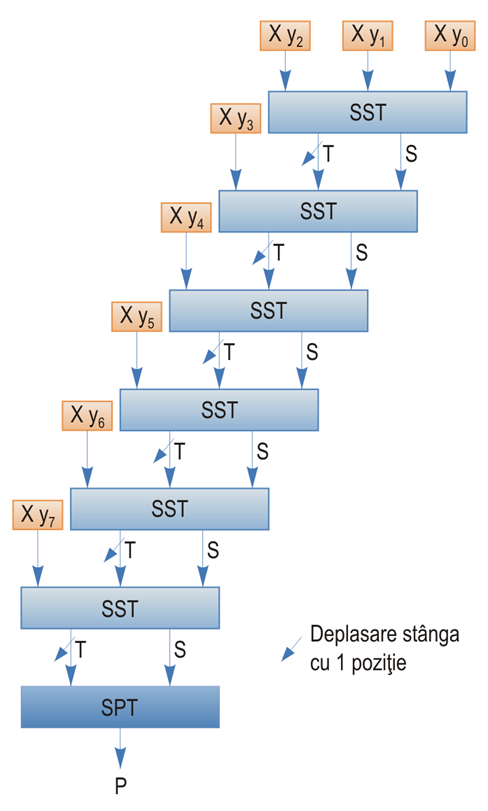 X y₂ X y₁ X y₀
SST
X y₃
T S
SST
X y₄
T S
SST
X y₅
T S
SST
X y₆
T S
SST
X y₇
T S
SST
T S
SPT
P
Deplasare stânga
cu 1 poziţie